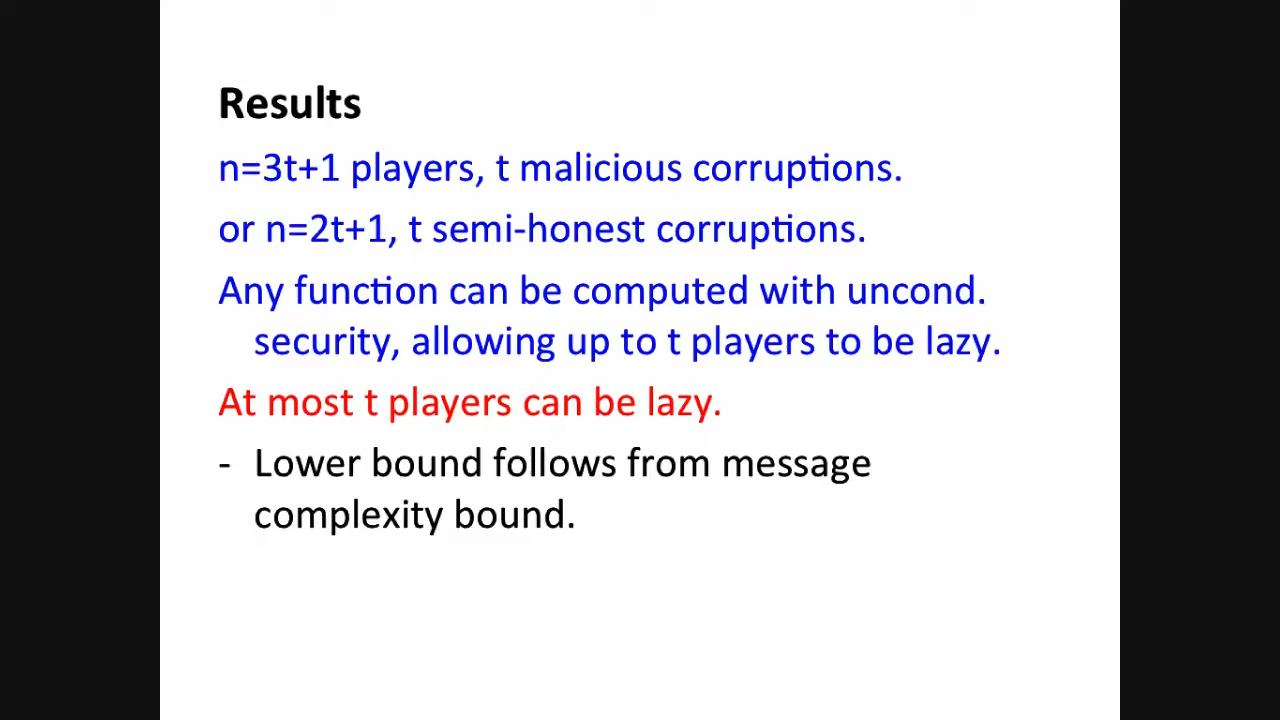 Results
n=3t+1 players, t malicious corruptions.
or n=2t+1, t semi-honest corruptions.
Any function can be computed with uncond.
security, allowing up to t players to be lazy.
At most t players can be lazy.
- Lower bound follows from message
complexity bound.